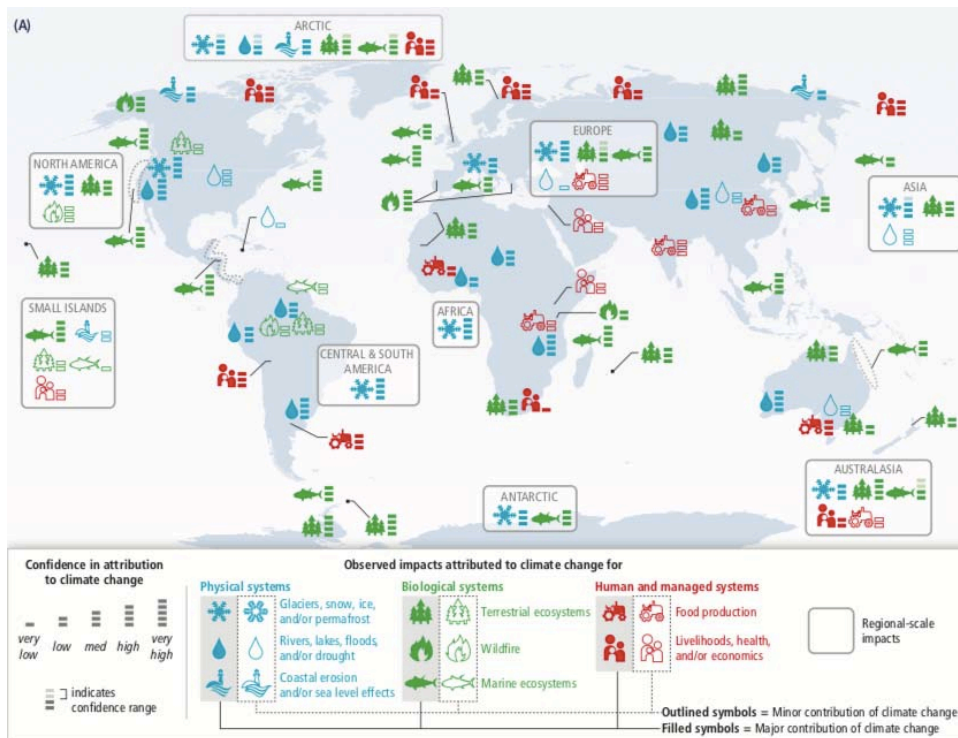 (A)
ARCTIC
NORTH AMERICA
EUROPE
ASIA
SMALL ISLANDS
AFRICA
CENTRAL & SOUTH
AMERICA
ANTARCTIC
AUSTRALASIA
Confidence in attribution
to climate change
very
low
low
med
high
very
high
indicates
confidence range
Observed impacts attributed to climate change for
Physical systems
Glaciers, snow, ice,
and/or permafrost
Rivers, lakes, floods,
and/or drought
Coastal erosion
and/or sea level effects
Biological systems
Terrestrial ecosystems
Wildfire
Marine ecosystems
Human and managed systems
Food production
Livelihoods, health,
and/or economics
Regional-scale
impacts
Outlined symbols = Minor contribution of climate change
Filled symbols = Major contribution of climate change